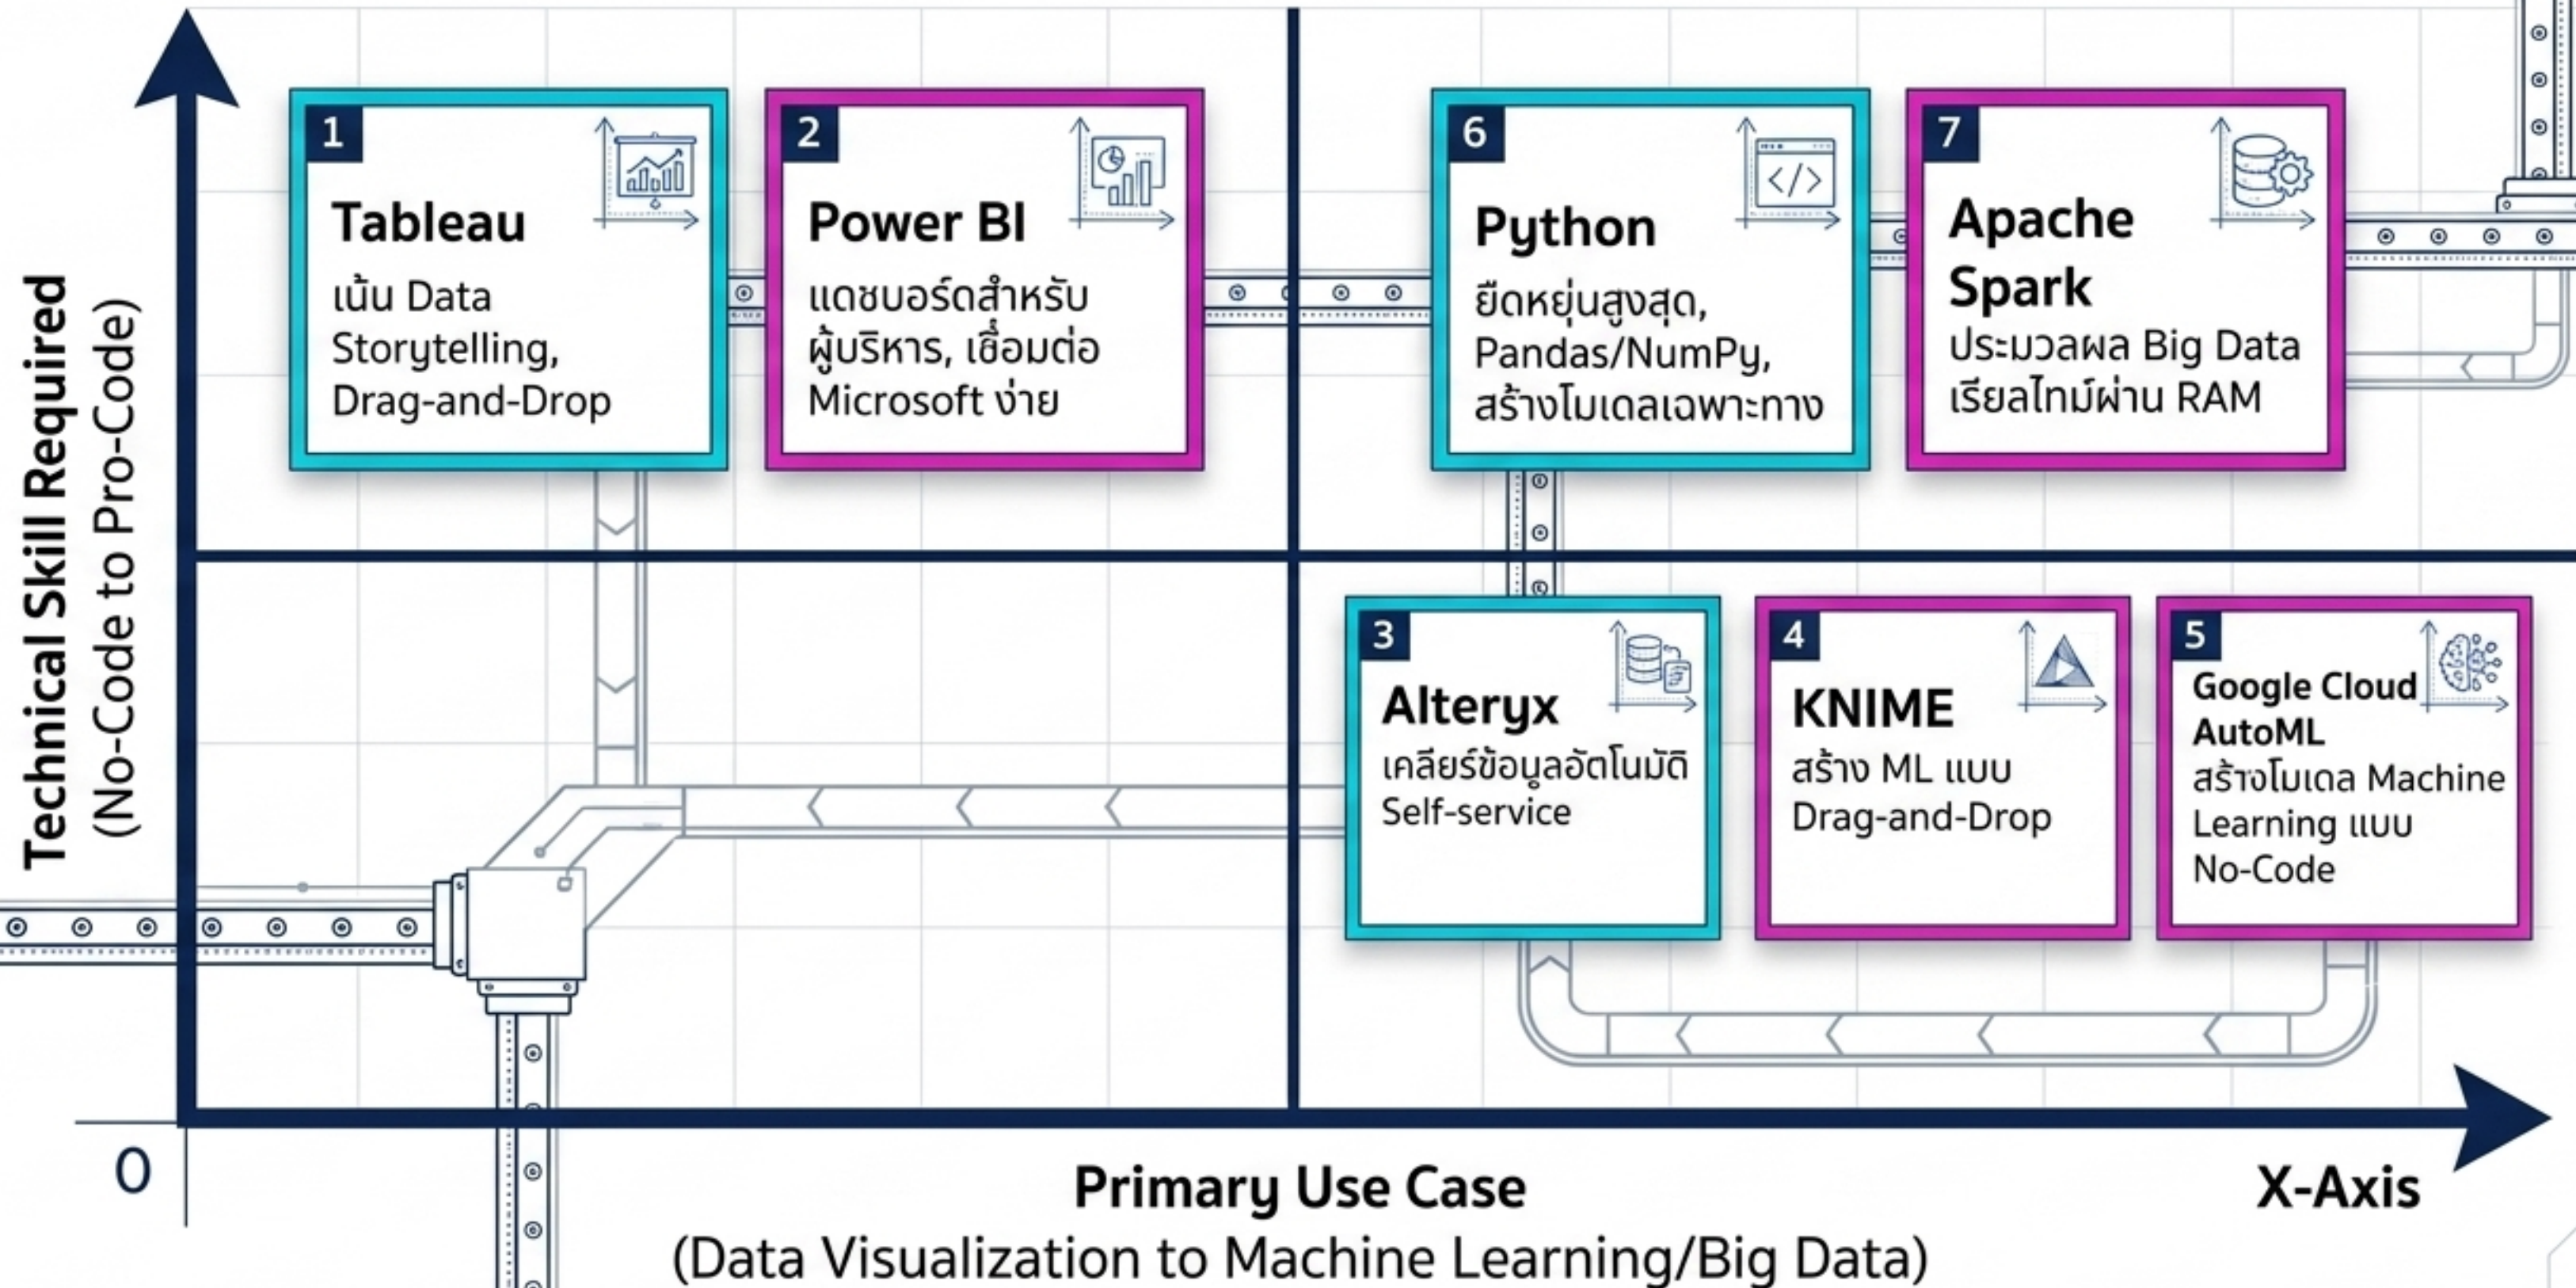 Technical Skill Required
(No-Code to Pro-Code)
1
Tableau
เน้น Data
Storytelling,
Drag-and-Drop
2
Power BI
แดชบอร์ดสำหรับ
ผู้บริหาร, เชื่อมต่อ
Microsoft ง่าย
6
</>
Python
ยืดหยุ่นสูงสุด,
Pandas/NumPy,
สร้างโมเดลเฉพาะทาง
7
Apache
Spark
ประมวลผล Big Data
เรียลไทม์ผ่าน RAM
3
Alteryx
เคลียร์ข้อมูลอัตโนมัติ
Self-service
4
KNIME
สร้าง ML แบบ
Drag-and-Drop
5
Google Cloud
AutoML
สร้างโมเดล Machine
Learning แบบ
No-Code
0
Primary Use Case
(Data Visualization to Machine Learning/Big Data)
X-Axis